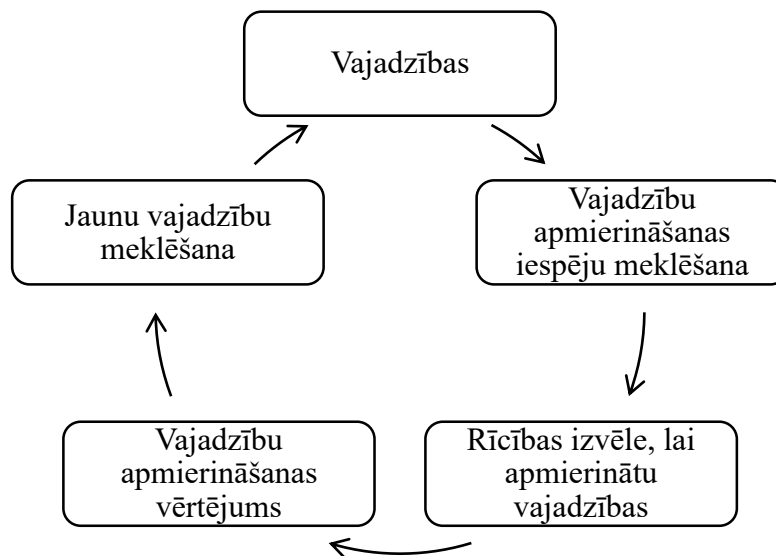 Vajadzības
Vajadzību
apmierināšanas
iespēju meklēšana
Rīcības izvēle, lai
apmierinātu
vajadzības
Vajadzību
apmierināšanas
vērtējums
Jaunu vajadzību
meklēšana